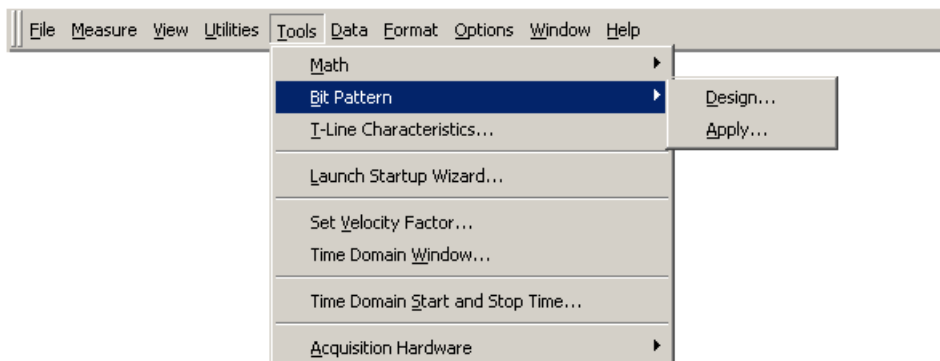 File Measure View Utilities Tools Data Format Options Window Help
Math
Bit Pattern
Design...
T-Line Characteristics...
Apply...
Launch Startup Wizard...
Set Velocity Factor...
Time Domain Window...
Time Domain Start and Stop Time...
Acquisition Hardware